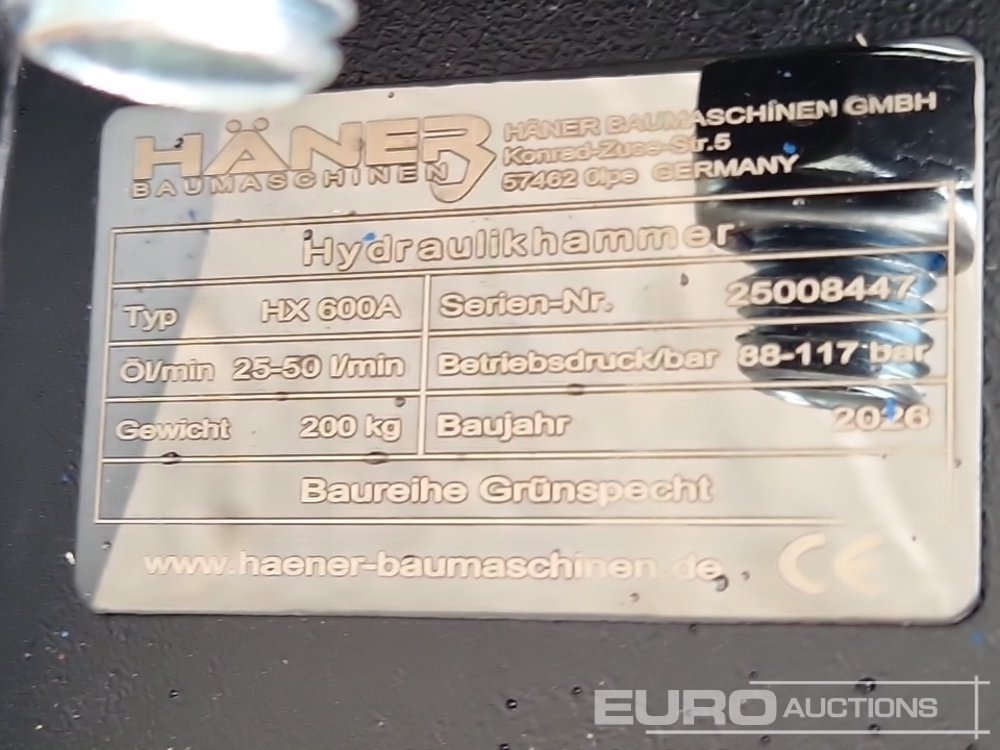 HÄNER
BAUMASCHINEN
HÄNER BAUMASCHINEN GMBH
Konrad-Zuse-Str.5
57462 Olpe GERMANY
Hydraulikhammer
Typ HX 600A
Serien-Nr. 25008447
Öl/min 25-50 l/min
Betriebsdruck/bar 88-117 bar
Gewicht 200 kg
Baujahr 2026
Baureihe Grünspecht
www.haener-baumaschinen.de CE
EURO AUCTIONS